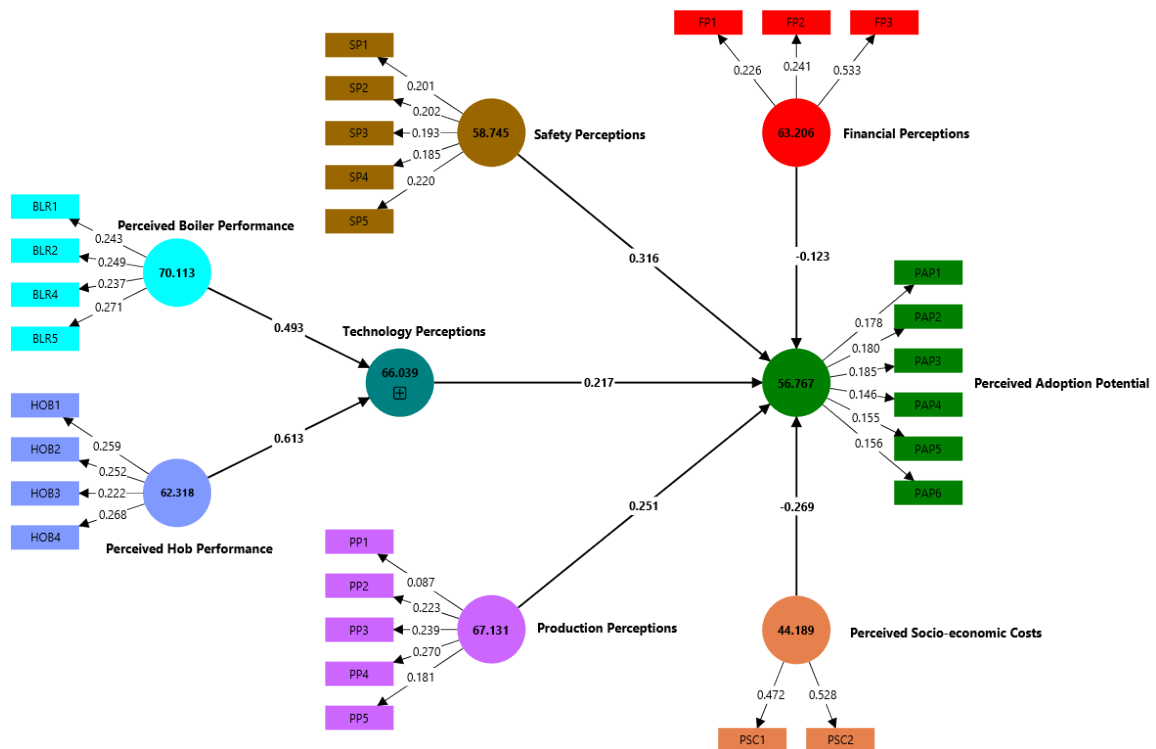 FP1
FP2
FP3
0.226
0.241
0.533
63.206
Financial Perceptions
SP1
SP2
SP3
SP4
SP5
0.201
0.202
0.193
0.185
0.220
58.745
Safety Perceptions
BLR1
BLR2
BLR4
BLR5
Perceived Boiler Performance
0.243
0.249
0.237
0.271
70.113
0.316
-0.123
0.493
Technology Perceptions
66.039
0.217
56.767
PAP1
PAP2
PAP3
PAP4
PAP5
PAP6
0.178
0.180
0.185
0.146
0.155
0.156
Perceived Adoption Potential
HOB1
HOB2
HOB3
HOB4
0.259
0.252
0.222
0.268
62.318
Perceived Hob Performance
0.613
0.251
-0.269
PP1
PP2
PP3
PP4
PP5
0.087
0.223
0.239
0.270
0.181
67.131
Production Perceptions
44.189
Perceived Socio-economic Costs
0.472
0.528
PSC1
PSC2